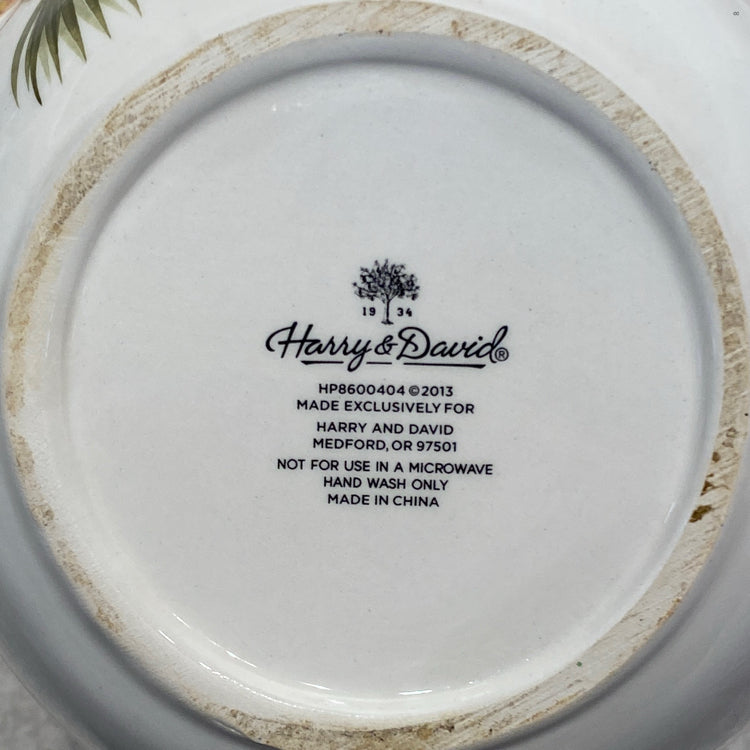 19 34
Harry & David®
HP8600404 © 2013
MADE EXCLUSIVELY FOR
HARRY AND DAVID
MEDFORD, OR 97501
NOT FOR USE IN A MICROWAVE
HAND WASH ONLY
MADE IN CHINA